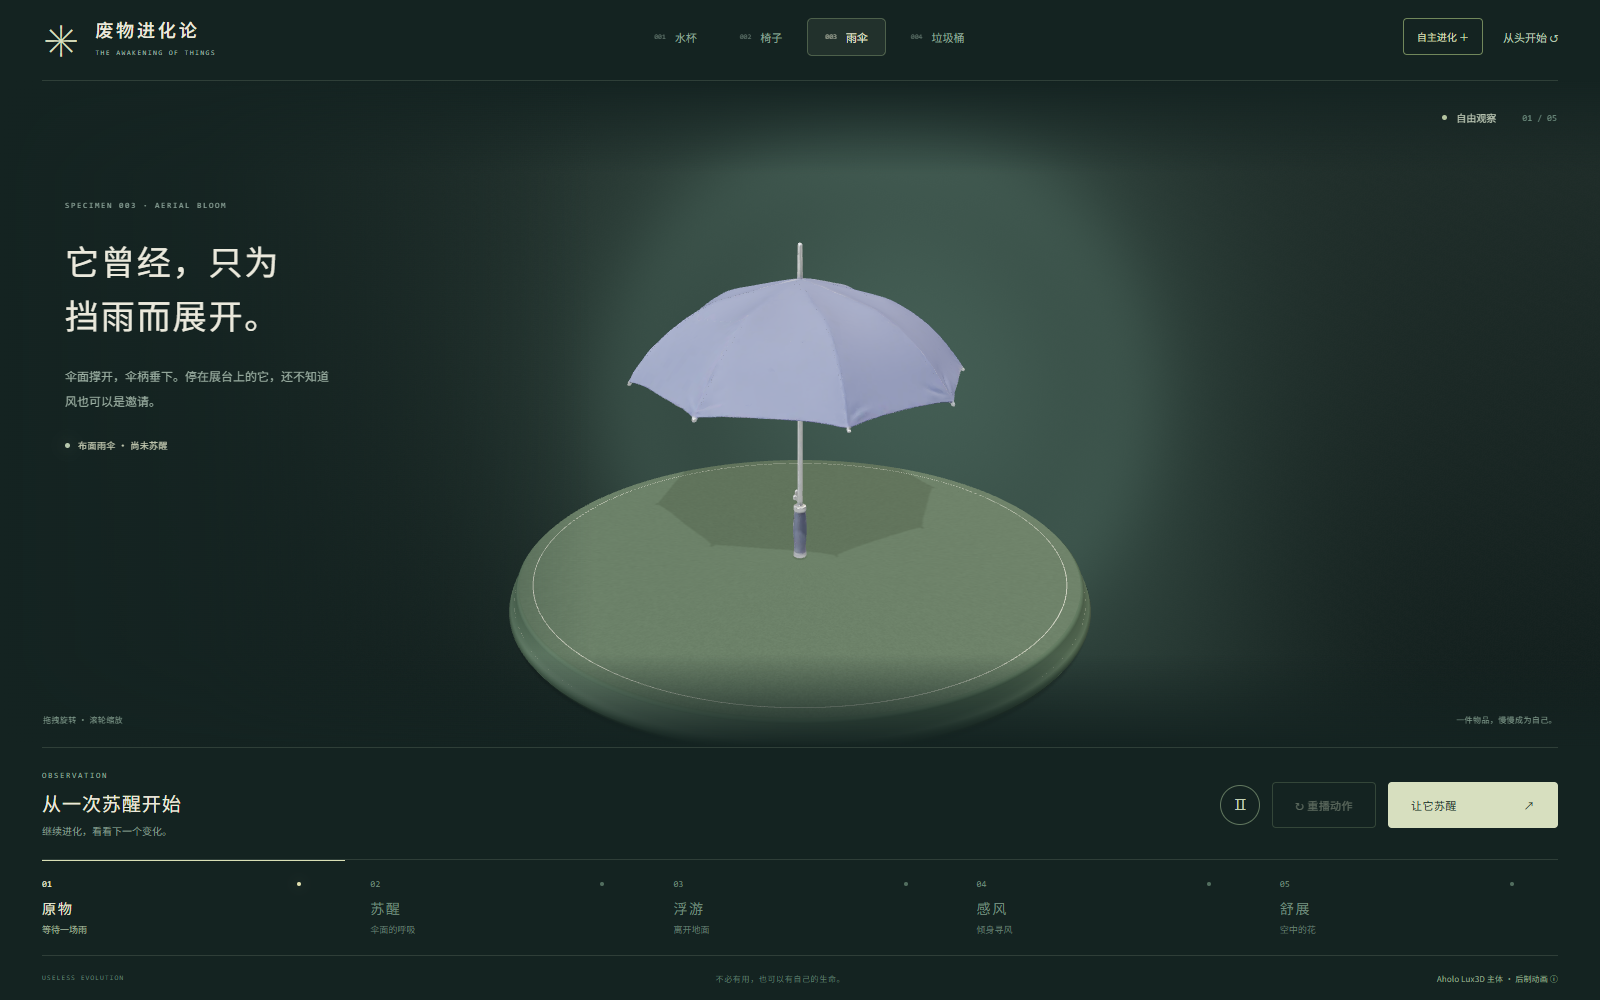 废物进化论
THE AWAKENING OF THINGS
001 水杯
002 椅子
003 雨伞
004 垃圾桶
自主进化 +
从头开始 ↺
自由观察 01 / 05
SPECIMEN 003 · AERIAL BLOOM
它曾经，只为
挡雨而展开。
伞面撑开，伞柄垂下。停在展台上的它，还不知道
风也可以是邀请。
布面雨伞 · 尚未苏醒
拖拽旋转 · 滚轮缩放
一件物品，慢慢成为自己。
OBSERVATION
从一次苏醒开始
继续进化，看看下一个变化。
↻ 重播动作
让它苏醒 ↗
01
原物
等待一场雨
02
苏醒
伞面的呼吸
03
浮游
离开地面
04
感风
倾身寻风
05
舒展
空中的花
USELESS EVOLUTION
不必有用，也可以有自己的生命。
Aholo Lux3D 主体 · 后制动画 ⓘ